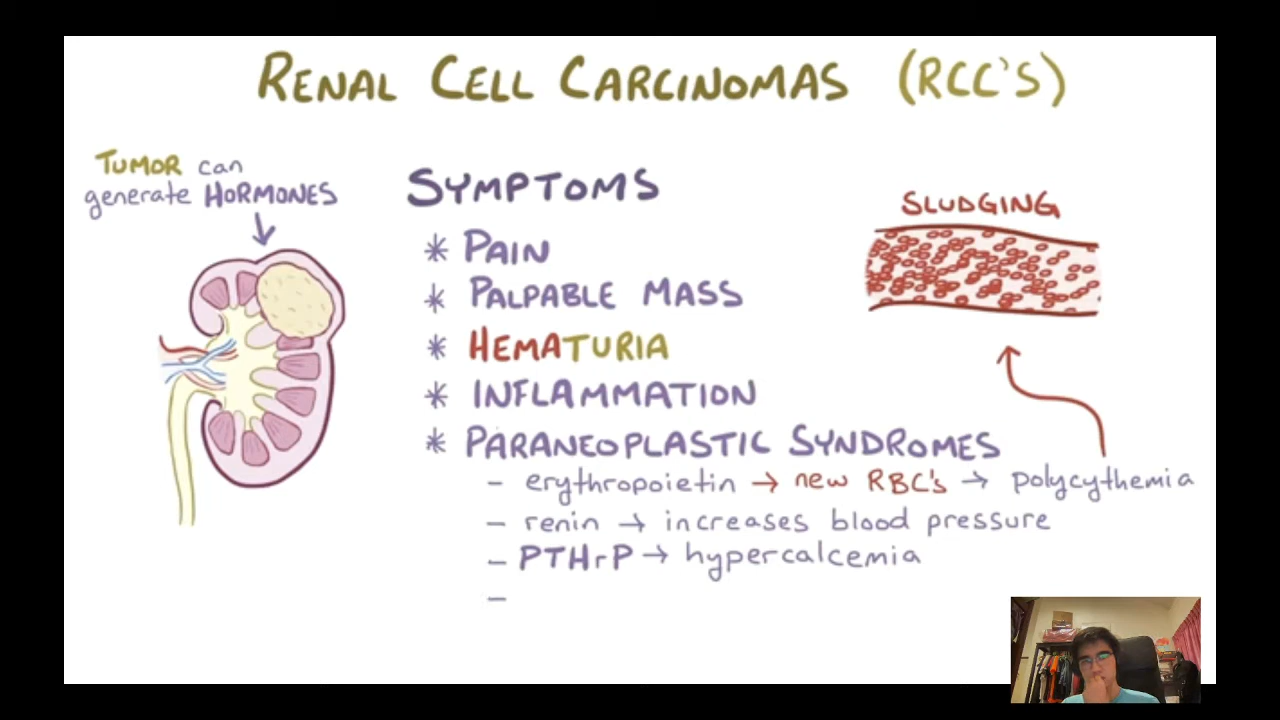 RENAL CELL CARCINOMAS (RCC'S)
TUMOR can
generate HORMONES
SYMPTOMS
* PAIN
* PALPABLE MASS
* HEMATURIA
* INFLAMMATION
* PARANEOPLASTIC SYNDROMES
- erythropoietin → new RBC's → polycythemia
- renin → increases blood pressure
- PTHrP → hypercalcemia
-
SLUDGING